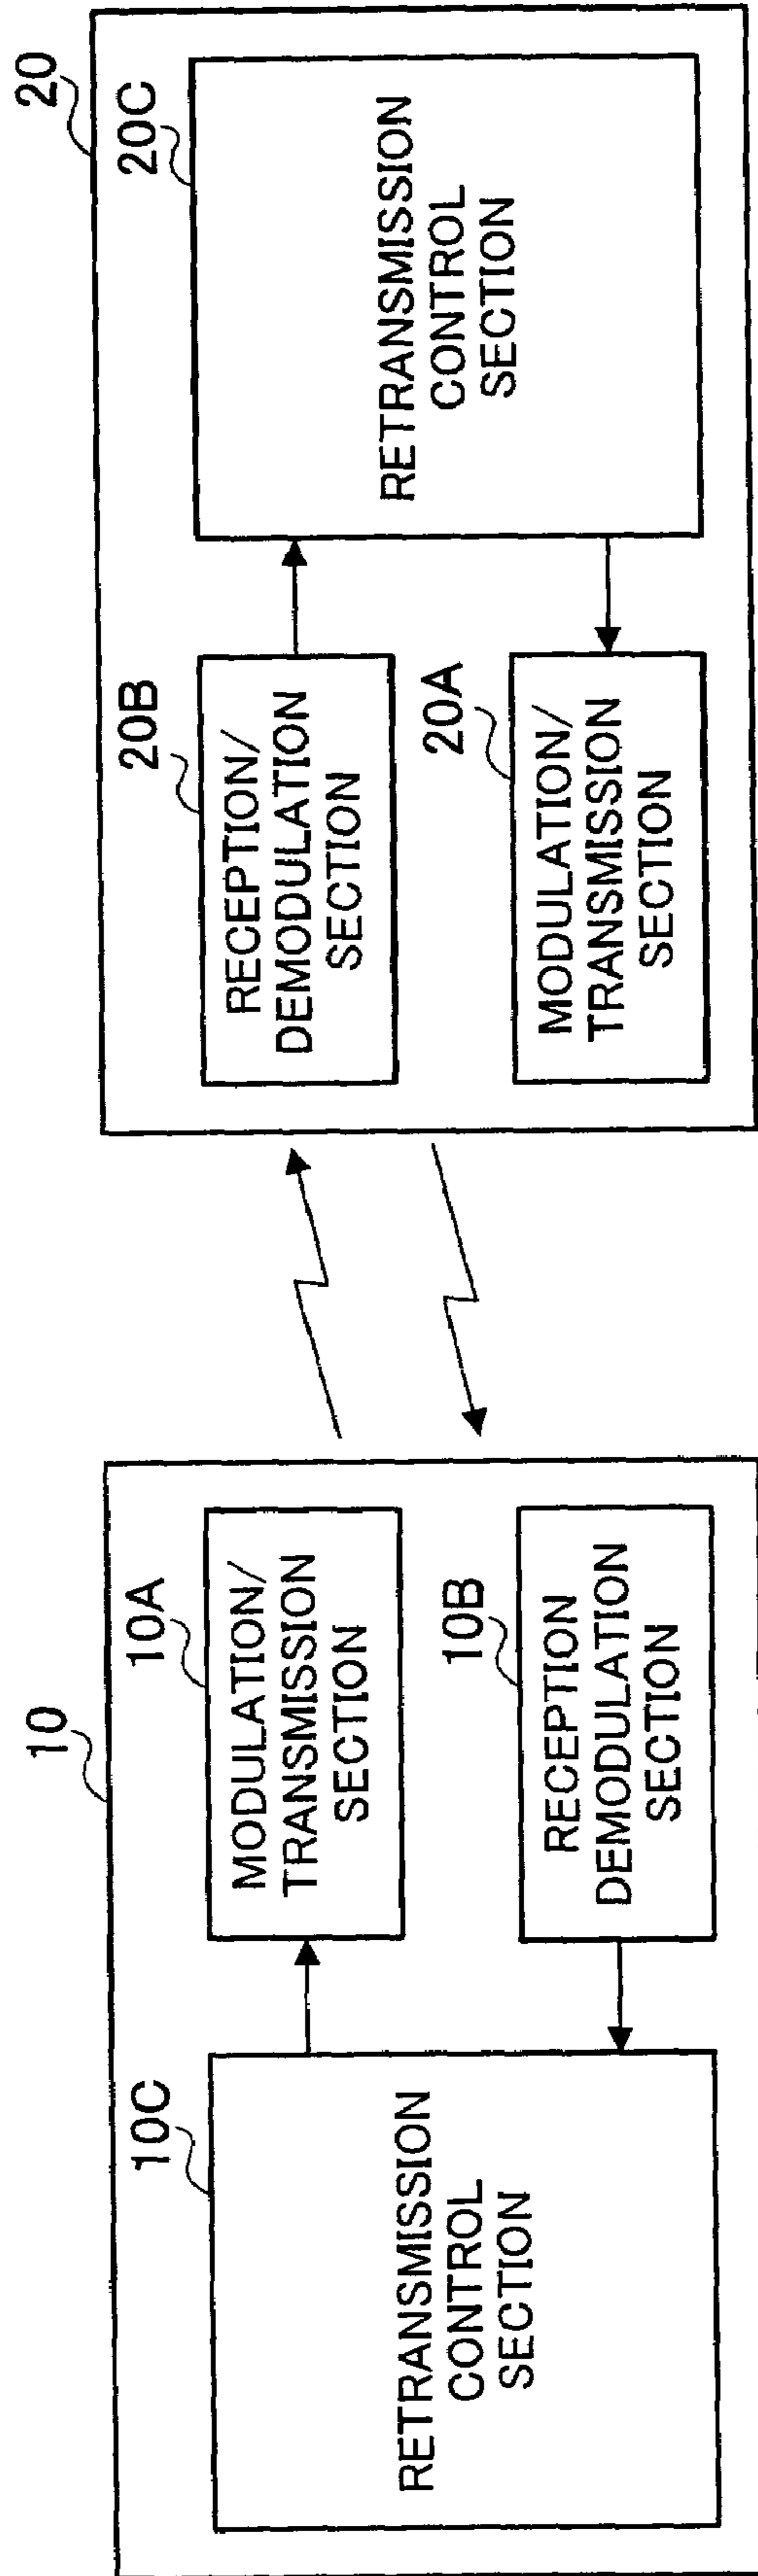 10
10C
RETRANSMISSION
CONTROL
SECTION
10A
MODULATION/
TRANSMISSION
SECTION
10B
RECEPTION
DEMODULATION
SECTION
20
20B
RECEPTION/
DEMODULATION
SECTION
20A
MODULATION/
TRANSMISSION
SECTION
20C
RETRANSMISSION
CONTROL
SECTION